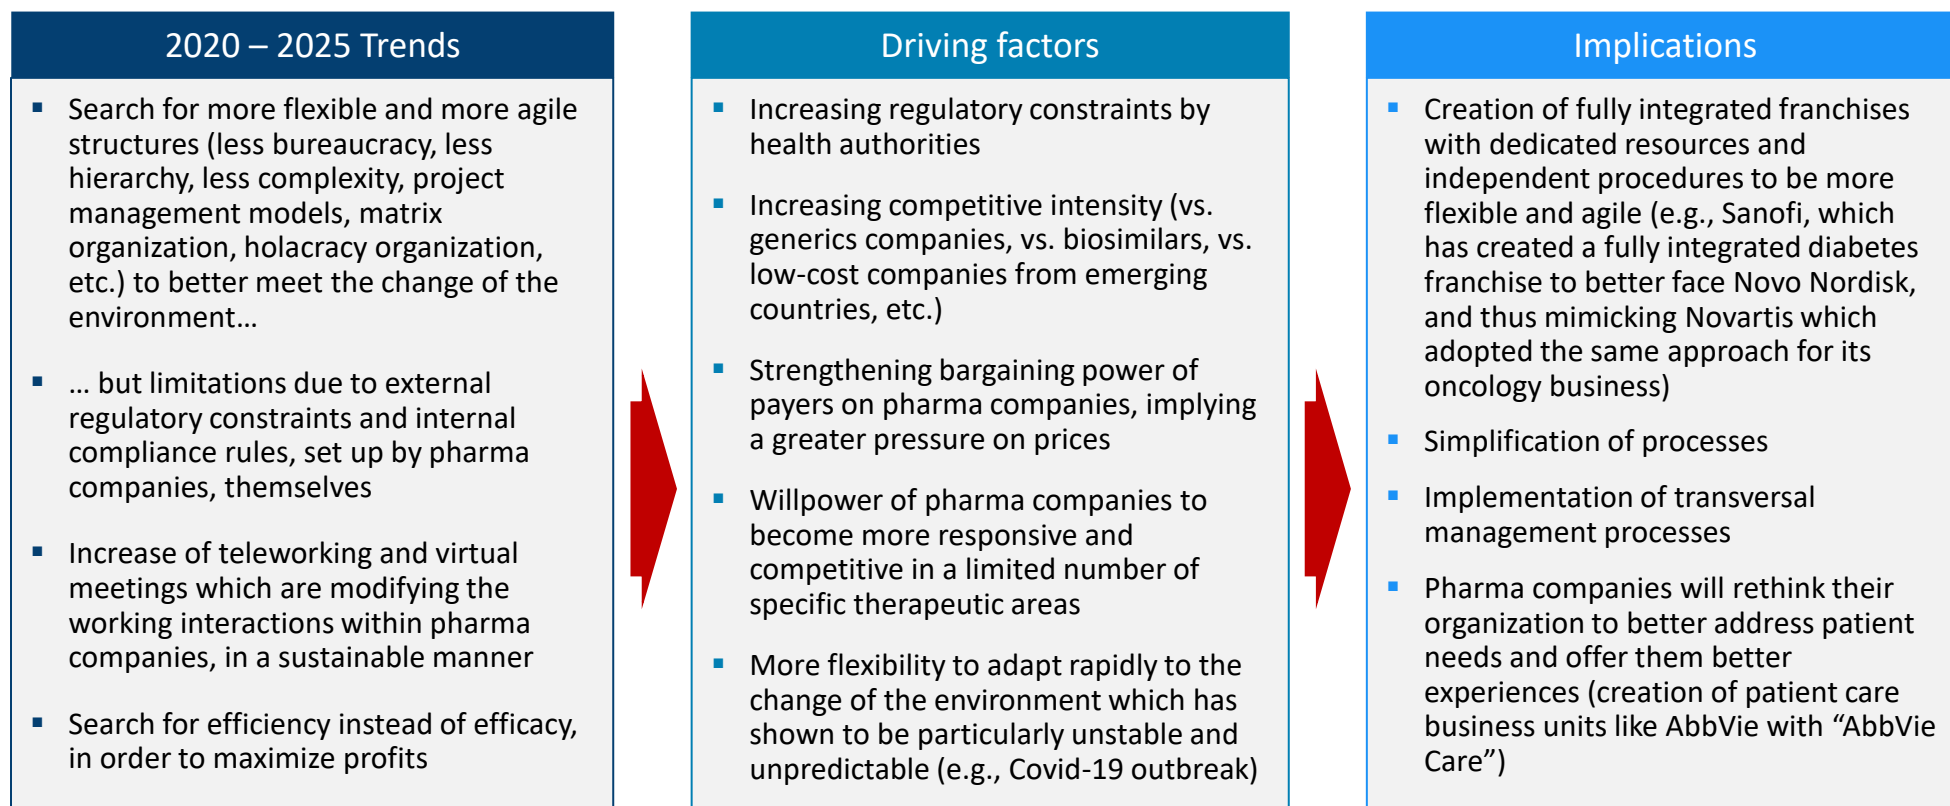 2020 – 2025 Trends
▪ Search for more flexible and more agile
structures (less bureaucracy, less
hierarchy, less complexity, project
management models, matrix
organization, holacracy organization,
etc.) to better meet the change of the
environment…
▪ … but limitations due to external
regulatory constraints and internal
compliance rules, set up by pharma
companies, themselves
▪ Increase of teleworking and virtual
meetings which are modifying the
working interactions within pharma
companies, in a sustainable manner
▪ Search for efficiency instead of efficacy,
in order to maximize profits
Driving factors
▪ Increasing regulatory constraints by
health authorities
▪ Increasing competitive intensity (vs.
generics companies, vs. biosimilars, vs.
low-cost companies from emerging
countries, etc.)
▪ Strengthening bargaining power of
payers on pharma companies, implying
a greater pressure on prices
▪ Willpower of pharma companies to
become more responsive and
competitive in a limited number of
specific therapeutic areas
▪ More flexibility to adapt rapidly to the
change of the environment which has
shown to be particularly unstable and
unpredictable (e.g., Covid-19 outbreak)
Implications
▪ Creation of fully integrated franchises
with dedicated resources and
independent procedures to be more
flexible and agile (e.g., Sanofi, which
has created a fully integrated diabetes
franchise to better face Novo Nordisk,
and thus mimicking Novartis which
adopted the same approach for its
oncology business)
▪ Simplification of processes
▪ Implementation of transversal
management processes
▪ Pharma companies will rethink their
organization to better address patient
needs and offer them better
experiences (creation of patient care
business units like AbbVie with “AbbVie
Care”)